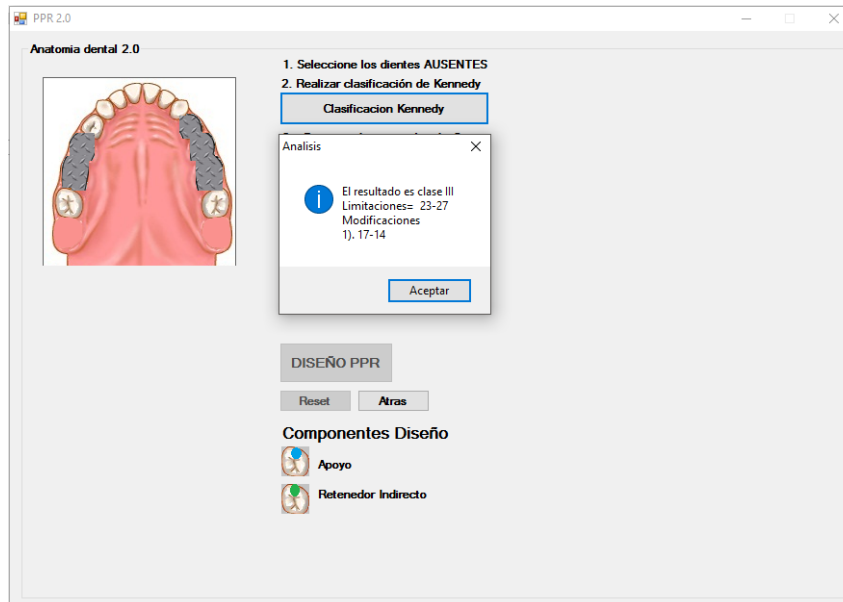 PPR 2.0
Anatomia dental 2.0
1. Seleccione los dientes AUSENTES
2. Realizar clasificación de Kennedy
Clasificacion Kennedy
Analisis
El resultado es clase III
Limitaciones= 23-27
Modificaciones
1). 17-14
Aceptar
DISEÑO PPR
Reset
Atras
Componentes Diseño
Apoyo
Retenedor Indirecto